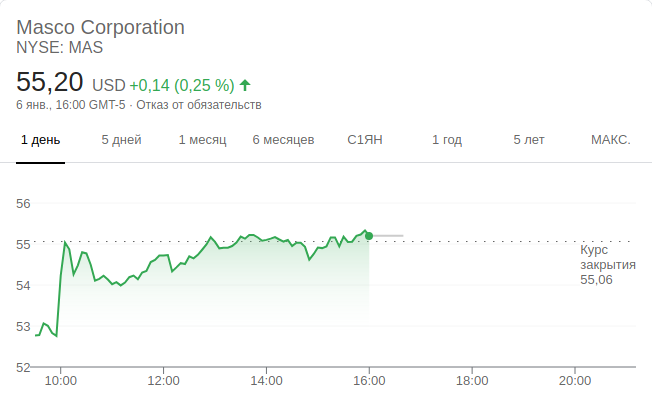 Masco Corporation
NYSE: MAS
55,20 USD +0,14 (0,25 %)
6 янв., 16:00 GMT-5 · Отказ от обязательств
1 день 5 дней 1 месяц 6 месяцев С1ЯН 1 год 5 лет МАКС.
56
55
54
53
52
Курс
закрытия
55,06
10:00 12:00 14:00 16:00 18:00 20:00